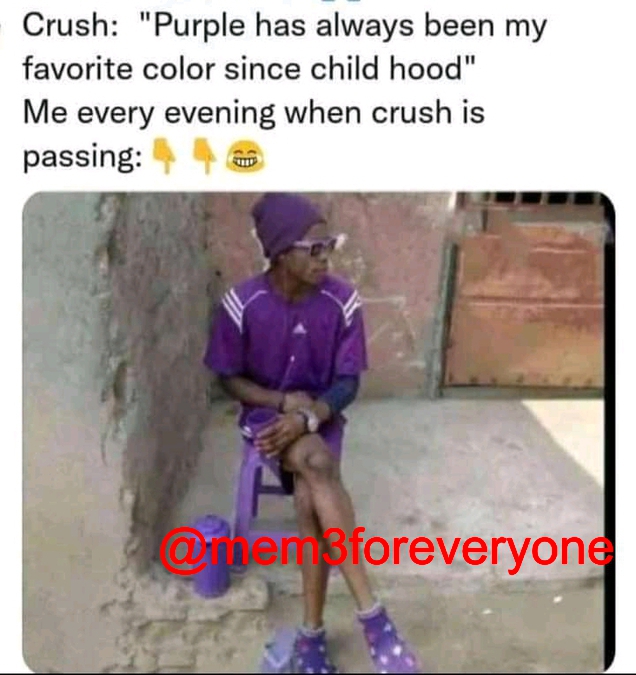 Crush:  "Purple has always been my
favorite color since child hood"
Me every evening when crush is
passing: 👇 👇 😂
@mem3foreveryone